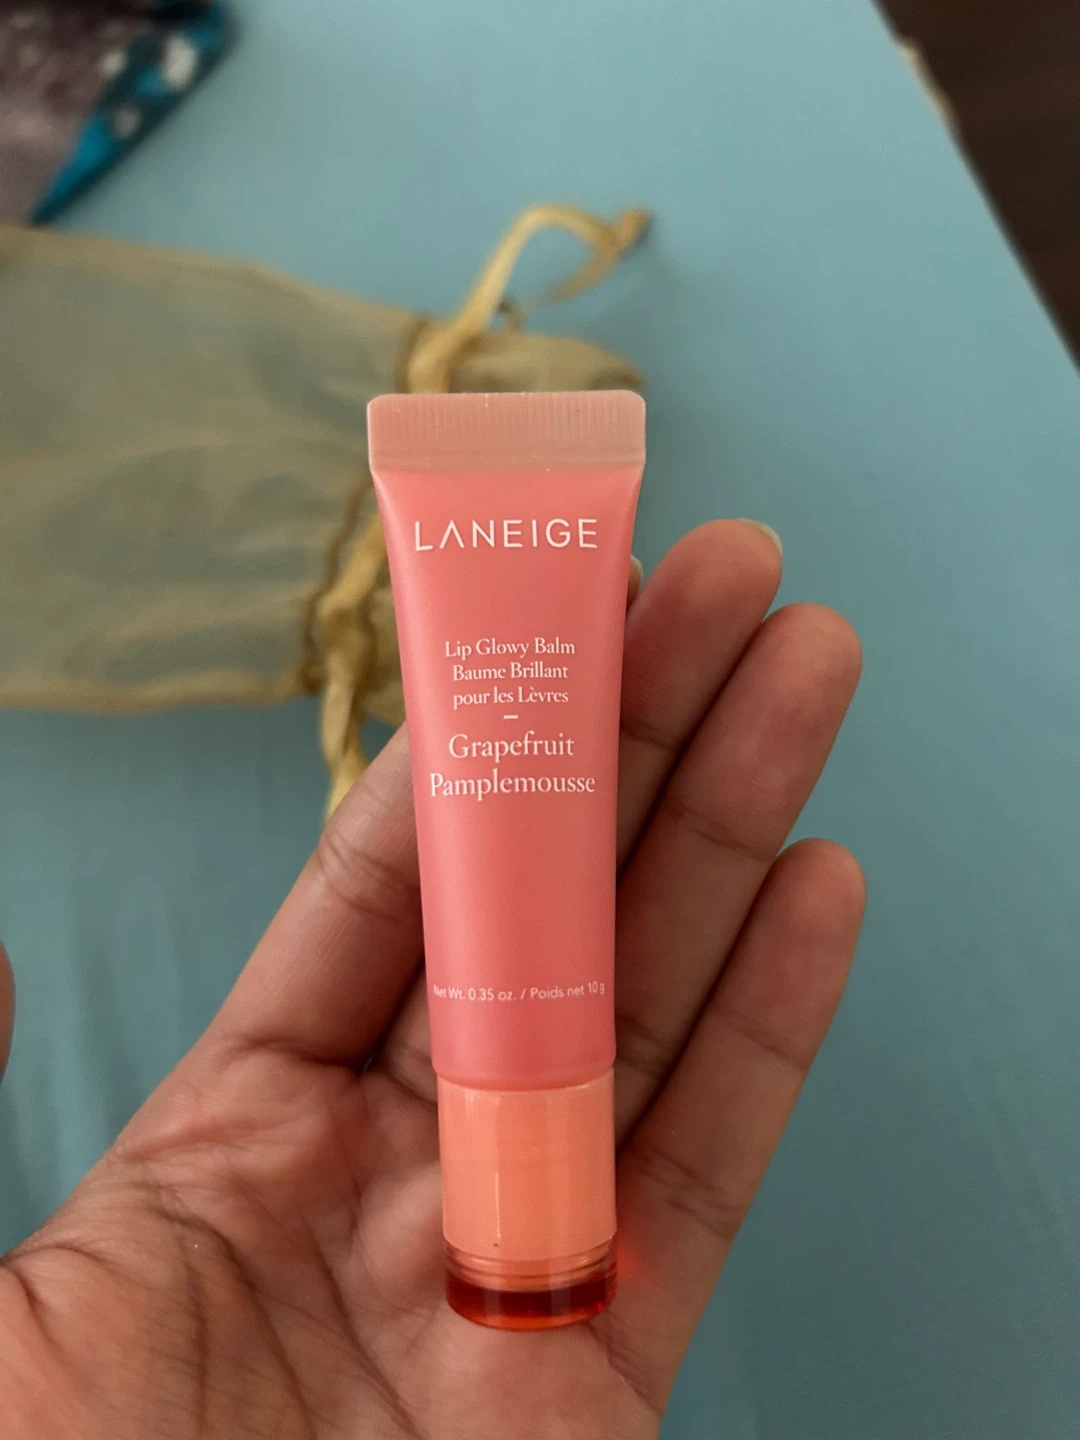 LANEIGE
Lip Glowy Balm
Baume Brillant
pour les Lèvres
Grapefruit
Pamplemousse
Net Wt. 0.35 oz. / Poids net 10 g